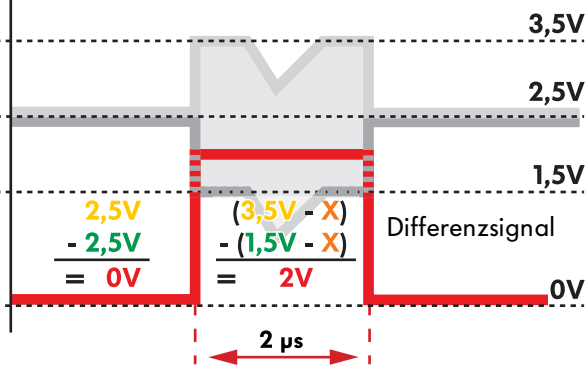 3,5V
2,5V
1,5V
2,5V
- 2,5V
= 0V
(3,5V - X)
- (1,5V - X)
= 2V
Differenzsignal
0V
2 µs